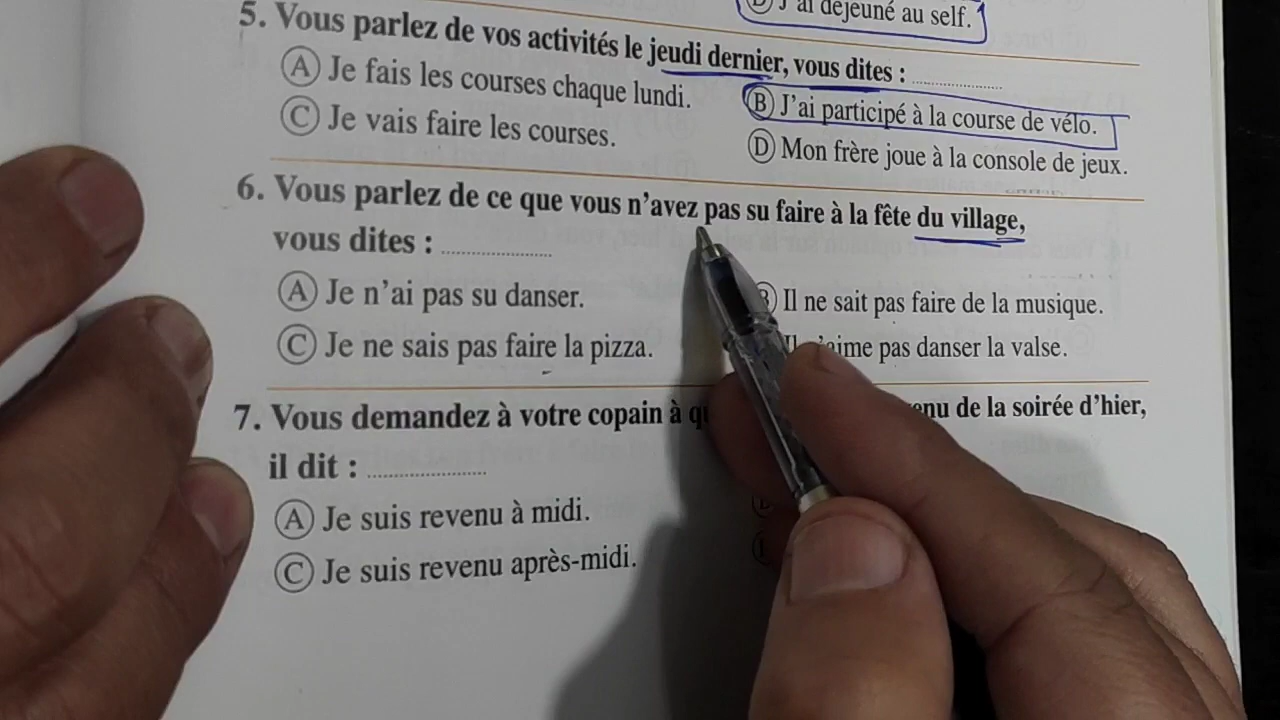 J'ai déjeuné au self.
5. Vous parlez de vos activités le jeudi dernier, vous dites : ....................
A Je fais les courses chaque lundi.
B J'ai participé à la course de vélo.
C Je vais faire les courses.
D Mon frère joue à la console de jeux.
6. Vous parlez de ce que vous n'avez pas su faire à la fête du village,
vous dites : ....................
A Je n'ai pas su danser.
B Il ne sait pas faire de la musique.
C Je ne sais pas faire la pizza.
pas danser la valse.
7. Vous demandez à votre copain à de la soirée d'hier,
il dit : ....................
A Je suis revenu à midi.
C Je suis revenu après-midi.